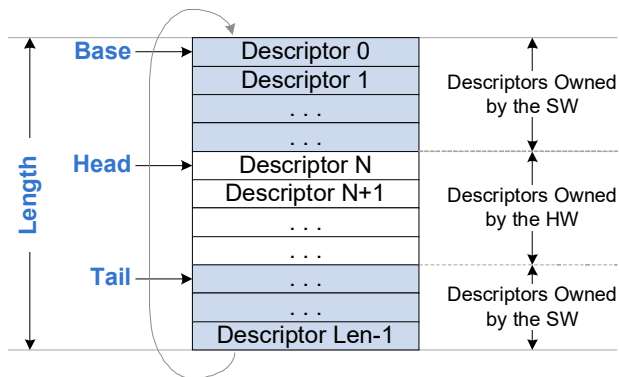 Base
Descriptor 0
Descriptor 1
. . .
. . .
Descriptors Owned
by the SW
Length
Head
Descriptor N
Descriptor N+1
. . .
. . .
Descriptors Owned
by the HW
Tail
. . .
. . .
Descriptor Len-1
Descriptors Owned
by the SW